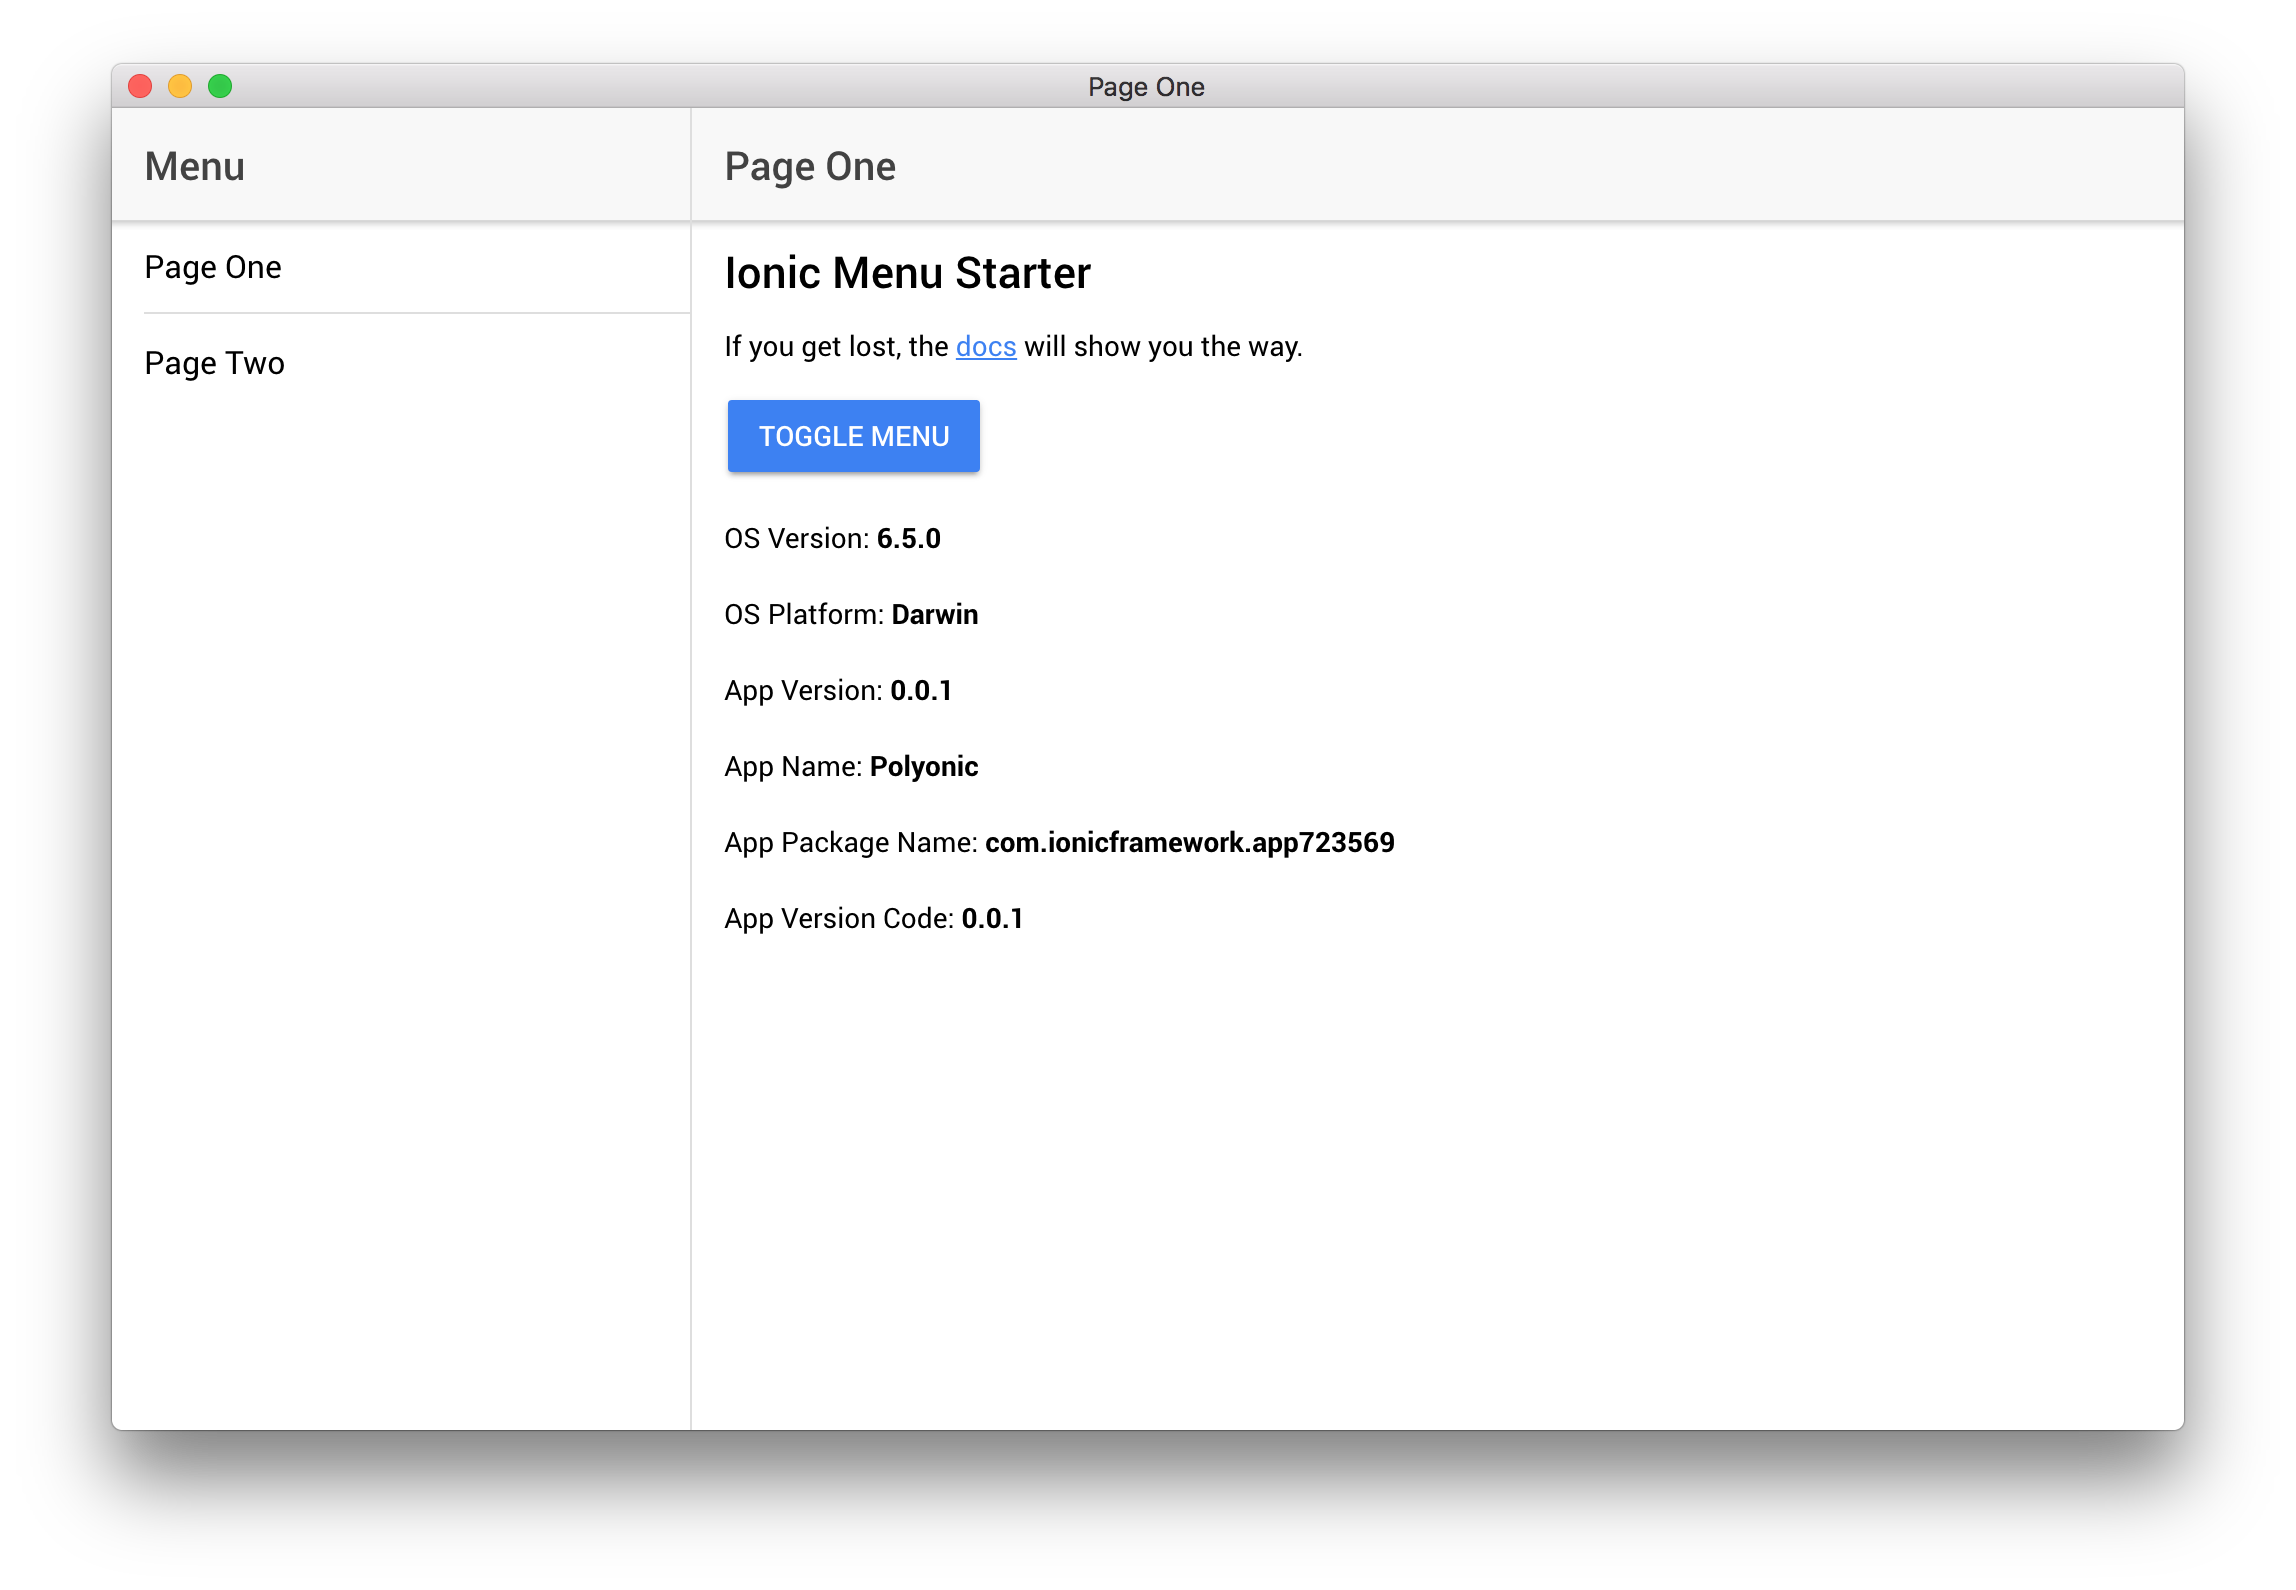 Page One
Menu
Page One
Page One
Page Two
Ionic Menu Starter
If you get lost, the docs will show you the way.
TOGGLE MENU
OS Version: 6.5.0
OS Platform: Darwin
App Version: 0.0.1
App Name: Polyonic
App Package Name: com.ionicframework.app723569
App Version Code: 0.0.1